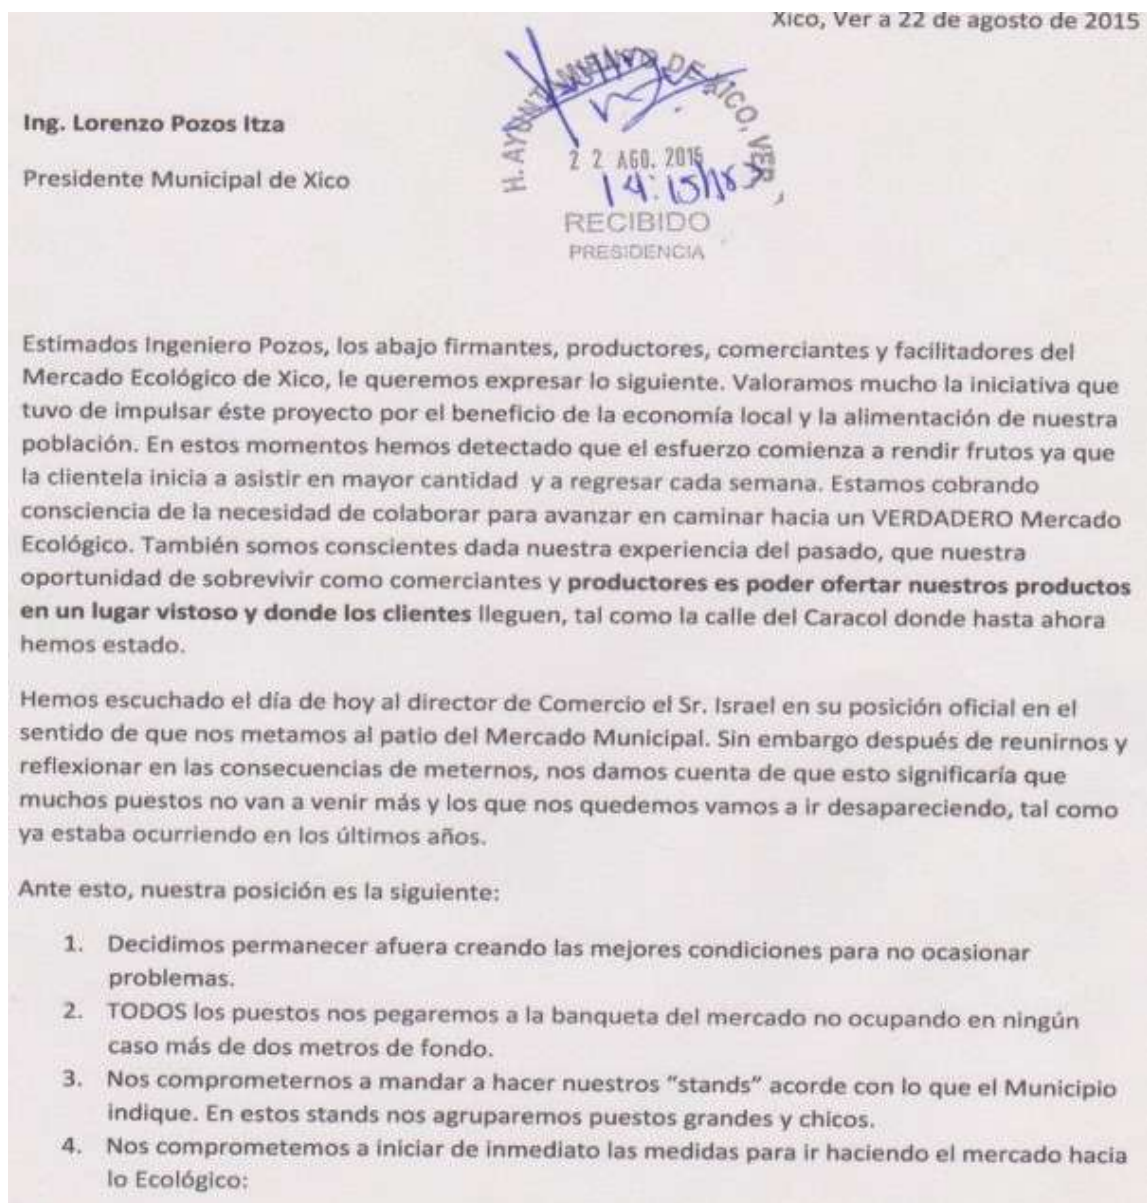 Xico, Ver a 22 de agosto de 2015
H. AYUNTAMIENTO DE XICO, VER.
22 AGO. 2015
14:15
RECIBIDO
PRESIDENCIA
Ing. Lorenzo Pozos Itza
Presidente Municipal de Xico
Estimados Ingeniero Pozos, los abajo firmantes, productores, comerciantes y facilitadores del
Mercado Ecológico de Xico, le queremos expresar lo siguiente. Valoramos mucho la iniciativa que
tuvo de impulsar éste proyecto por el beneficio de la economía local y la alimentación de nuestra
población. En estos momentos hemos detectado que el esfuerzo comienza a rendir frutos ya que
la clientela inicia a asistir en mayor cantidad y a regresar cada semana. Estamos cobrando
consciencia de la necesidad de colaborar para avanzar en caminar hacia un VERDADERO Mercado
Ecológico. También somos conscientes dada nuestra experiencia del pasado, que nuestra
oportunidad de sobrevivir como comerciantes y productores es poder ofertar nuestros productos
en un lugar vistoso y donde los clientes lleguen, tal como la calle del Caracol donde hasta ahora
hemos estado.
Hemos escuchado el día de hoy al director de Comercio el Sr. Israel en su posición oficial en el
sentido de que nos metamos al patio del Mercado Municipal. Sin embargo después de reunirnos y
reflexionar en las consecuencias de meternos, nos damos cuenta de que esto significaría que
muchos puestos no van a venir más y los que nos quedemos vamos a ir desapareciendo, tal como
ya estaba ocurriendo en los últimos años.
Ante esto, nuestra posición es la siguiente:
1. Decidimos permanecer afuera creando las mejores condiciones para no ocasionar
problemas.
2. TODOS los puestos nos pegaremos a la banqueta del mercado no ocupando en ningún
caso más de dos metros de fondo.
3. Nos comprometernos a mandar a hacer nuestros "stands" acorde con lo que el Municipio
indique. En estos stands nos agruparemos puestos grandes y chicos.
4. Nos comprometemos a iniciar de inmediato las medidas para ir haciendo el mercado hacia
lo Ecológico: